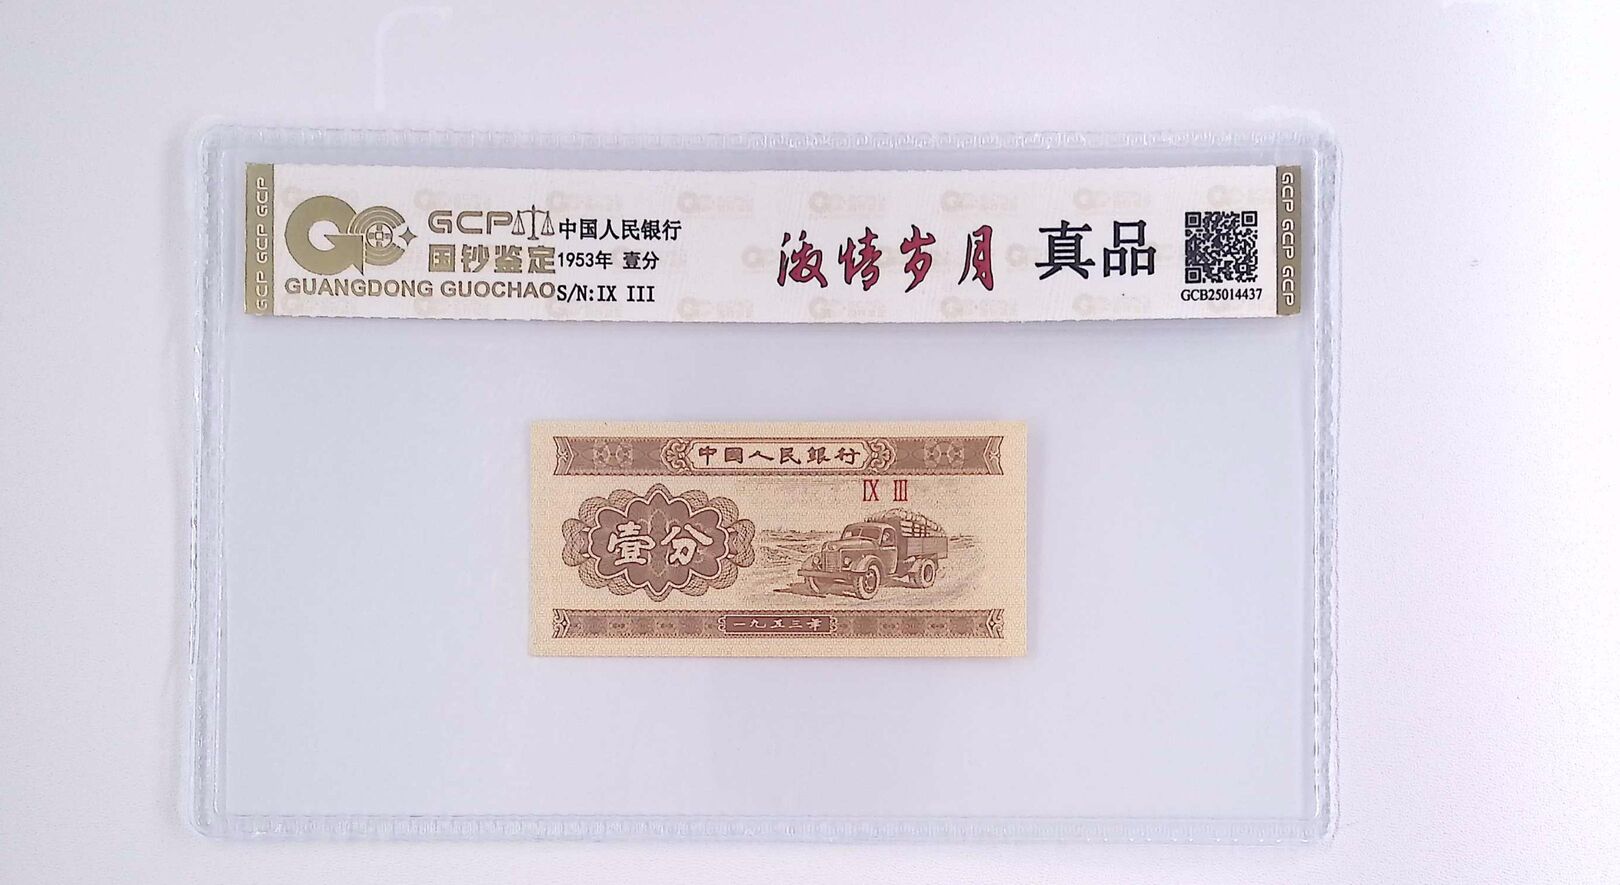 GCP GCP GCP
GCP
国钞鉴定
GUANGDONG GUOCHAO
中国人民银行
1953年 壹分
S/N:IX III
激情岁月
真品
GCB25014437
GCP GCP GCP
中国人民银行
IX III
壹分
一九五三年